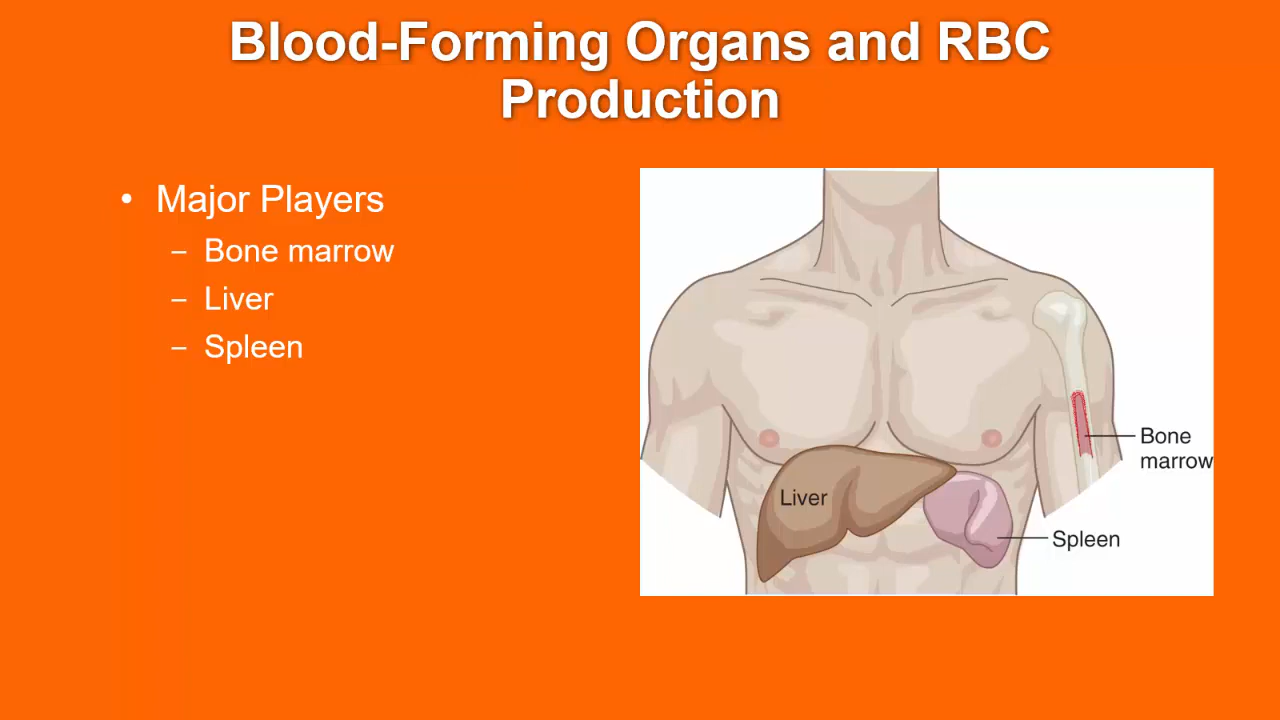 Blood-Forming Organs and RBC
Production
• Major Players
– Bone marrow
– Liver
– Spleen
Liver
Bone
marrow
Spleen